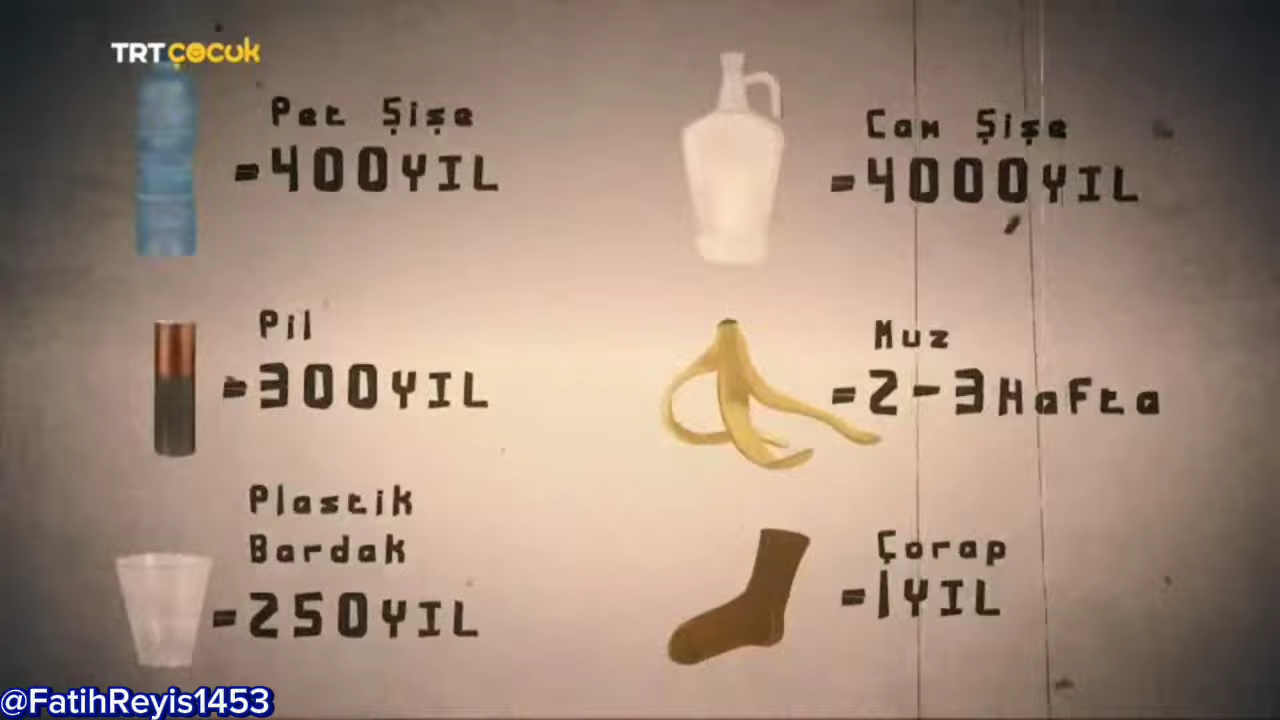 TRT çocuk
Pet Şişe
=400YIL
Cam Şişe
=4000YIL
Pil
=300YIL
Muz
=2-3Hafta
Plastik
Bardak
=250YIL
Çorap
=1YIL
@FatihReyis1453